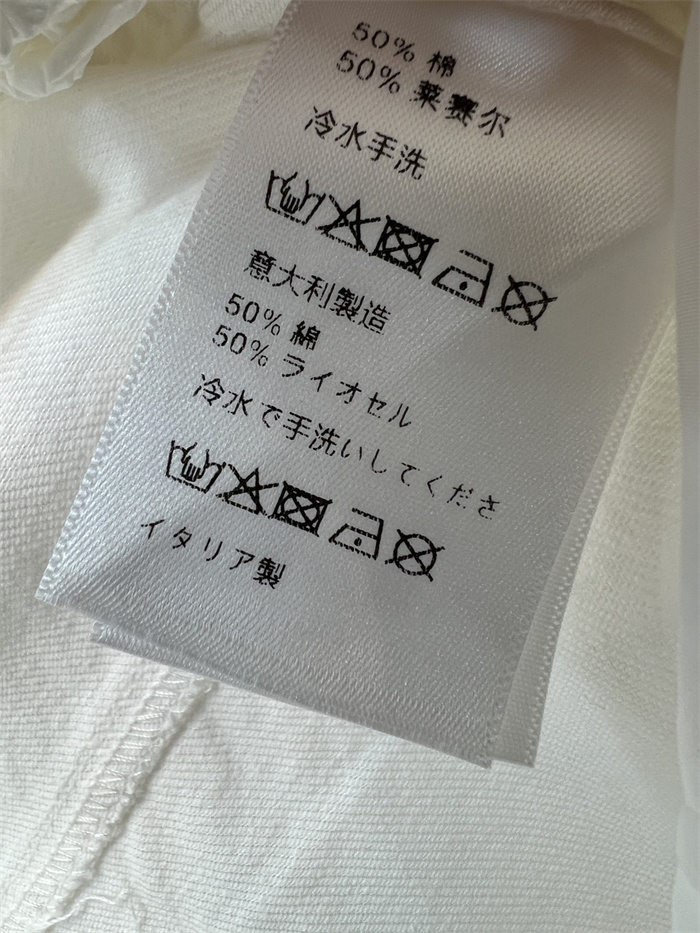 50% 棉
50% 莱赛尔
冷水手洗
意大利製造
50% 綿
50% ライオセル
冷水で手洗いしてくださ
イタリア製